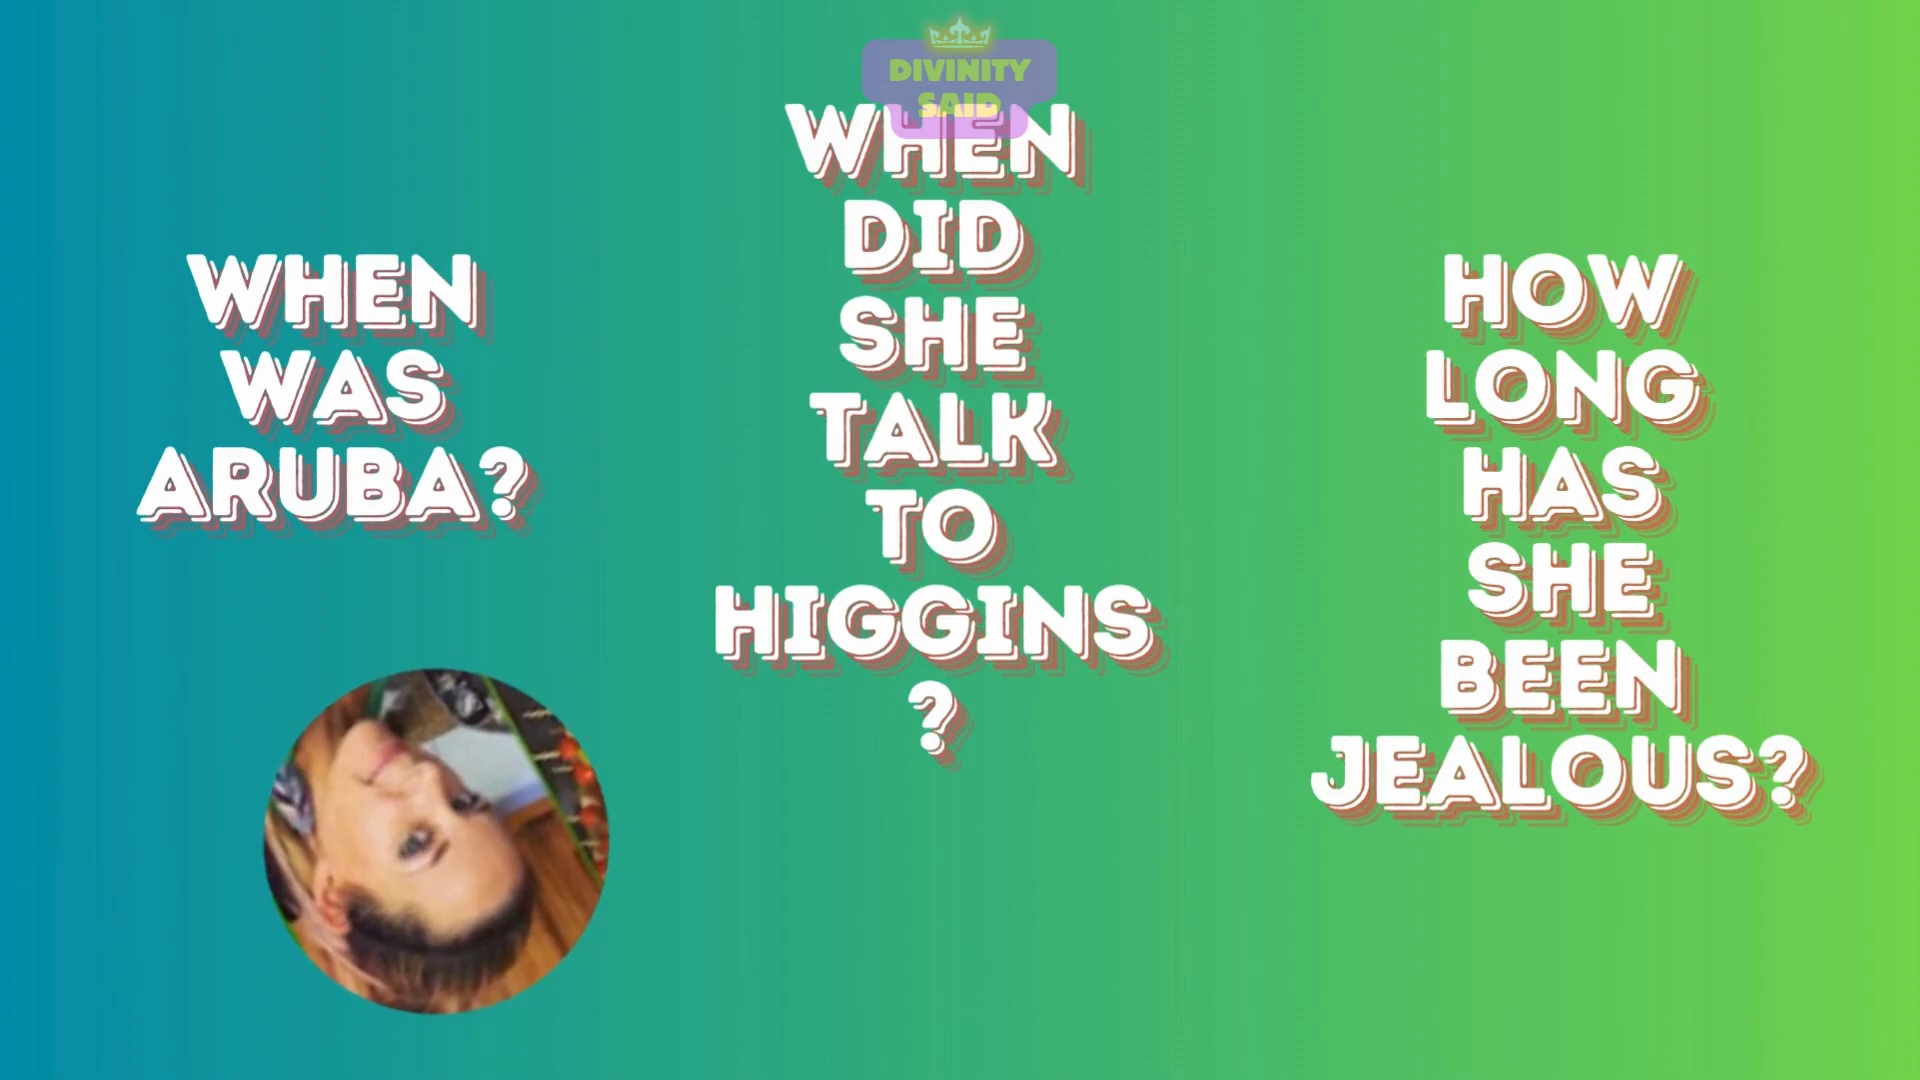 DIVINITY
SAID
WHEN
WAS
ARUBA?
WHEN
DID
SHE
TALK
TO
HIGGINS
?
HOW
LONG
HAS
SHE
BEEN
JEALOUS?